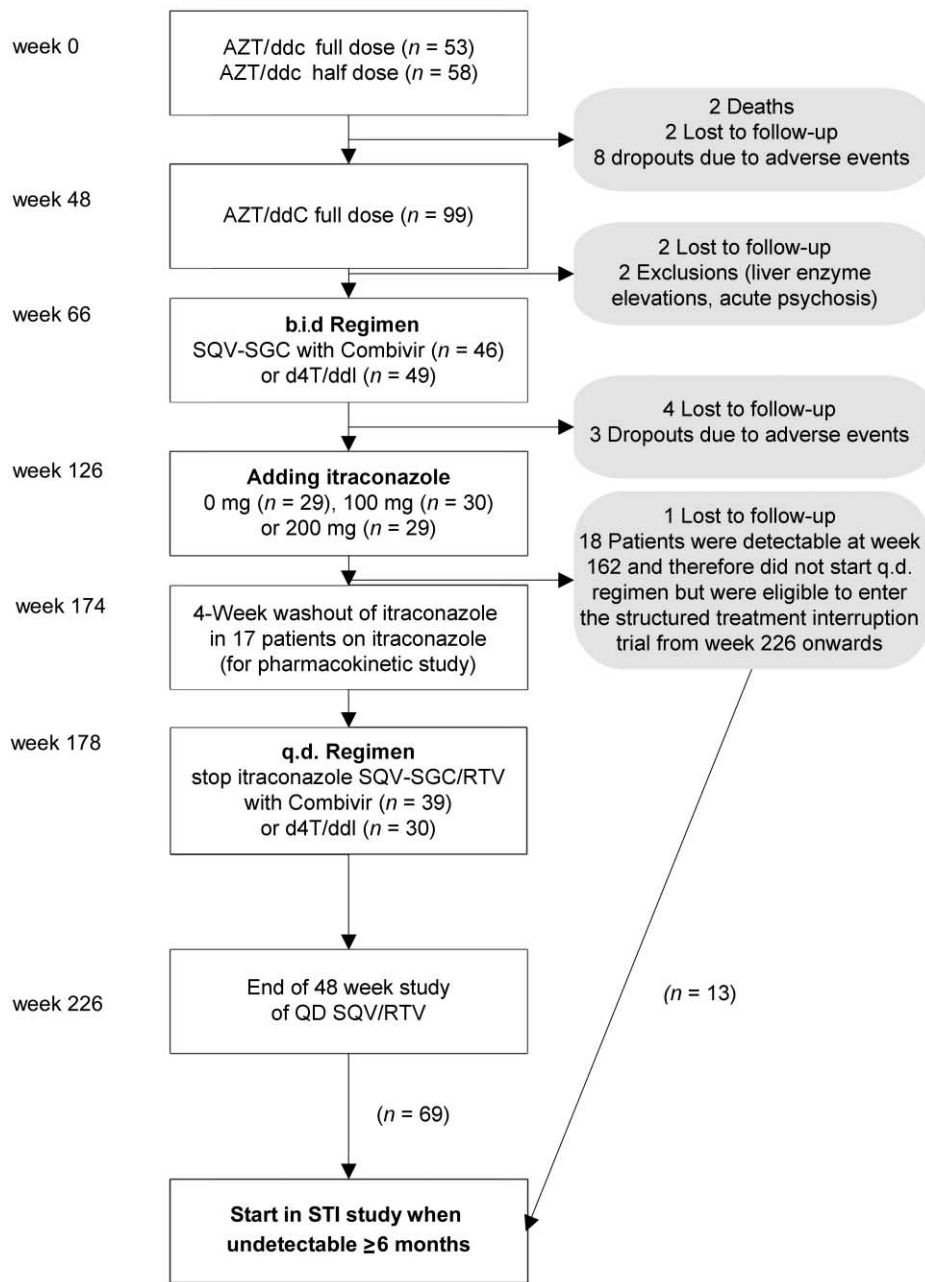 week 0
AZT/ddc full dose (n = 53)
AZT/ddc half dose (n = 58)
2 Deaths
2 Lost to follow-up
8 dropouts due to adverse events
week 48
AZT/ddC full dose (n = 99)
2 Lost to follow-up
2 Exclusions (liver enzyme
elevations, acute psychosis)
week 66
b.i.d Regimen
SQV-SGC with Combivir (n = 46)
or d4T/ddI (n = 49)
4 Lost to follow-up
3 Dropouts due to adverse events
week 126
Adding itraconazole
0 mg (n = 29), 100 mg (n = 30)
or 200 mg (n = 29)
1 Lost to follow-up
18 Patients were detectable at week
162 and therefore did not start q.d.
regimen but were eligible to enter
the structured treatment interruption
trial from week 226 onwards
week 174
4-Week washout of itraconazole
in 17 patients on itraconazole
(for pharmacokinetic study)
week 178
q.d. Regimen
stop itraconazole SQV-SGC/RTV
with Combivir (n = 39)
or d4T/ddI (n = 30)
week 226
End of 48 week study
of QD SQV/RTV
(n = 13)
(n = 69)
Start in STI study when
undetectable ≥6 months